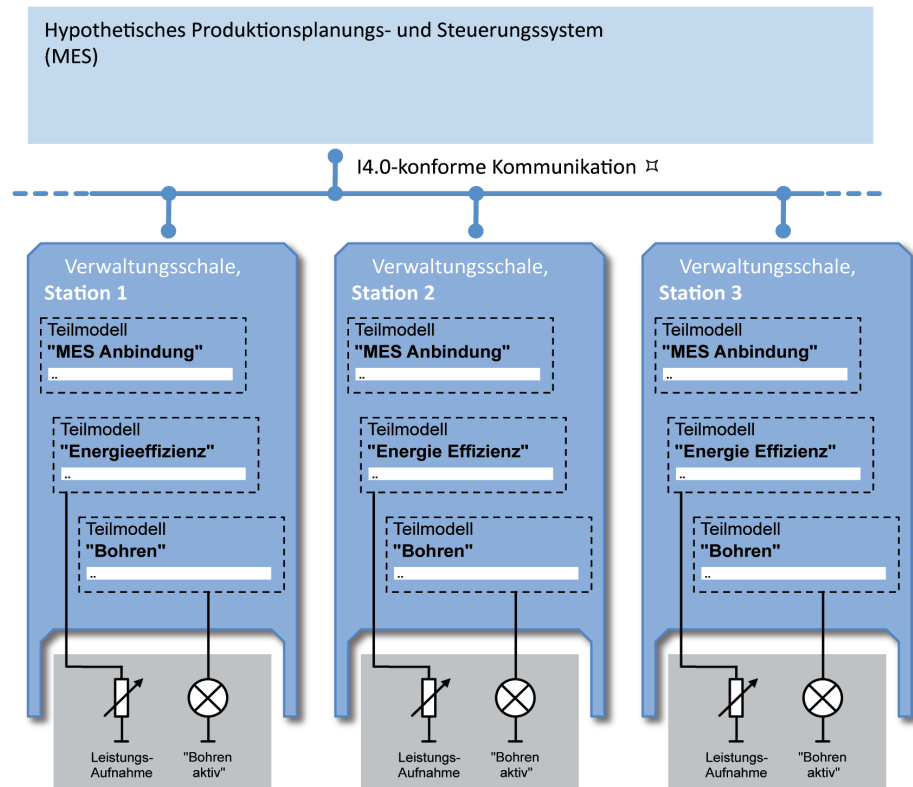 Hypothetisches Produktionsplanungs- und Steuerungssystem
(MES)
I4.0-konforme Kommunikation
Verwaltungsschale,
Station 1
Teilmodell
"MES Anbindung"
..
Teilmodell
"Energieeffizienz"
..
Teilmodell
"Bohren"
..
Leistungs-
Aufnahme
"Bohren
aktiv"
Verwaltungsschale,
Station 2
Teilmodell
"MES Anbindung"
..
Teilmodell
"Energie Effizienz"
..
Teilmodell
"Bohren"
..
Leistungs-
Aufnahme
"Bohren
aktiv"
Verwaltungsschale,
Station 3
Teilmodell
"MES Anbindung"
..
Teilmodell
"Energie Effizienz"
..
Teilmodell
"Bohren"
..
Leistungs-
Aufnahme
"Bohren
aktiv"